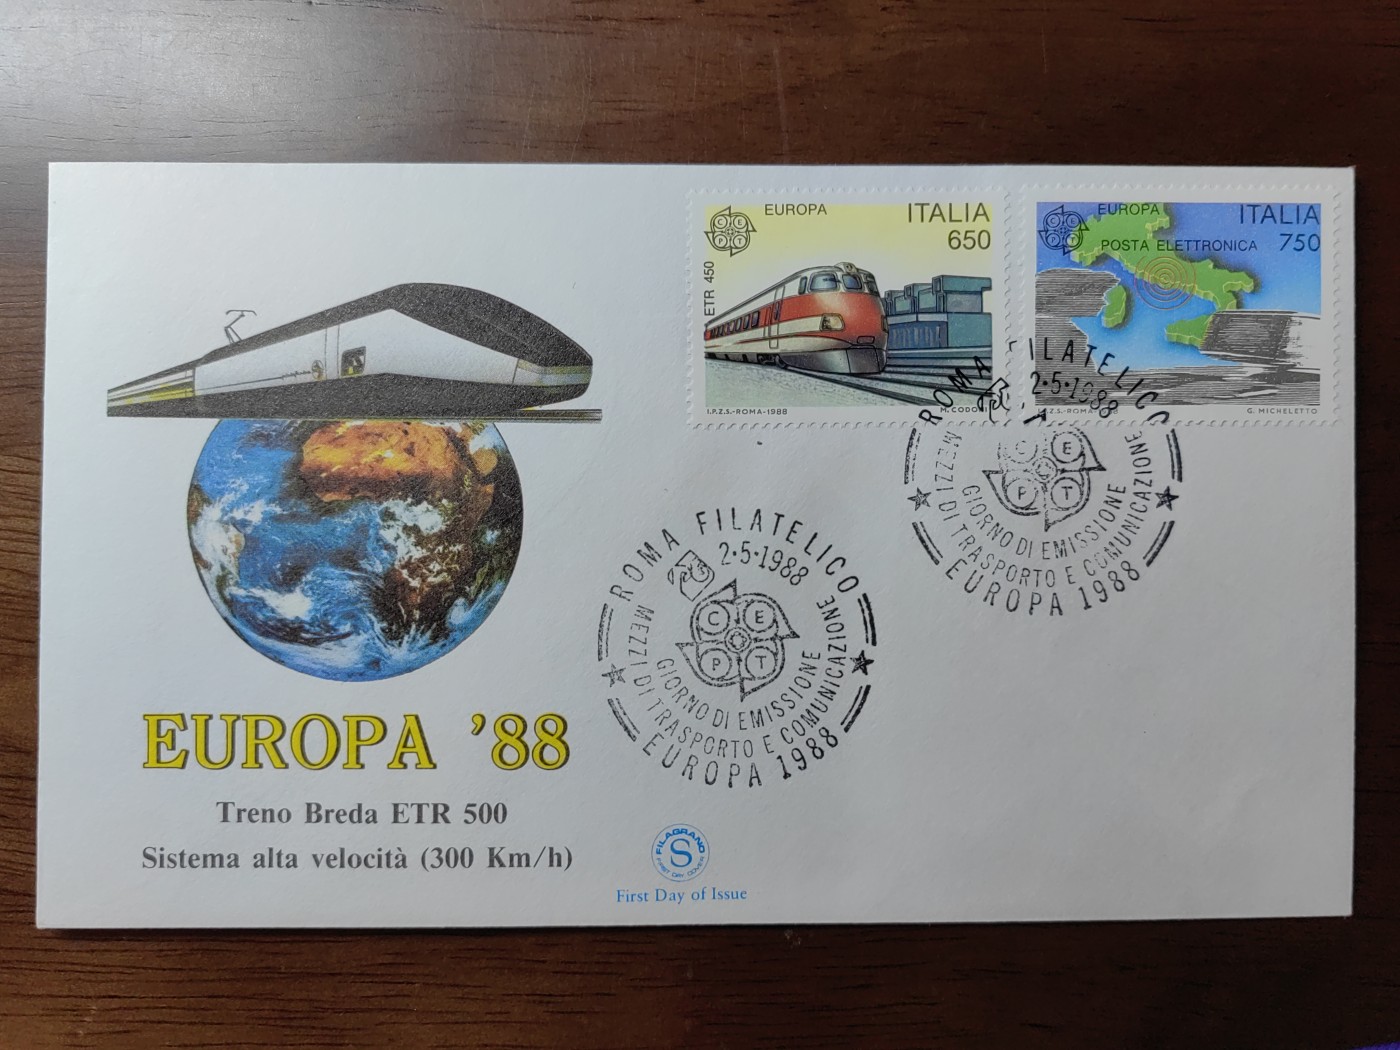 EUROPA
ITALIA
650
ETR 450
I.P.Z.S.-ROMA-1988
EUROPA
ITALIA
POSTA ELETTRONICA
750
G. MICHELETTO
ROMA FILATELICO
2·5·1988
C E
P T
GIORNO DI EMISSIONE
MEZZI DI TRASPORTO E COMUNICAZIONE
EUROPA 1988
ROMA FILATELICO
2·5·1988
C E
P T
GIORNO DI EMISSIONE
MEZZI DI TRASPORTO E COMUNICAZIONE
EUROPA 1988
EUROPA '88
Treno Breda ETR 500
Sistema alta velocità (300 Km/h)
FILAGRANO
S
FIRST DAY COVER
First Day of Issue